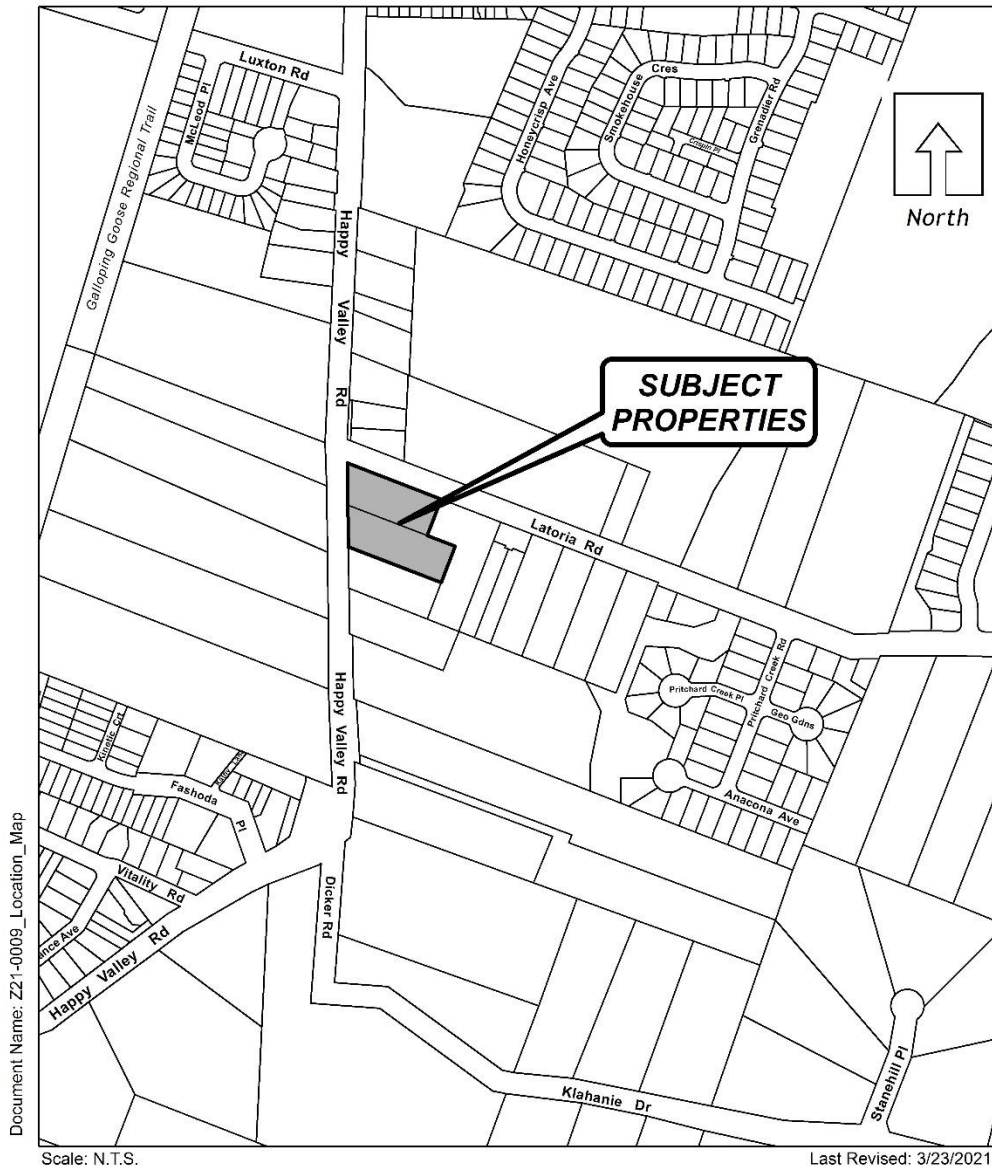 Luxton Rd
McLeod Pl
Galloping Goose Regional Trail
Honeycrisp Ave
Smokehouse Cres
Crispin Pl
Grenadier Rd
North
Happy Valley Rd
SUBJECT
PROPERTIES
Latoria Rd
Happy Valley Rd
Pritchard Creek Rd
Pritchard Creek Pl
Geo Gdns
Anacona Ave
Kinetic Crt
Fashoda Pl
Vitality Rd
Happy Valley Rd
Dicker Rd
Klahanie Dr
Stanehill Pl
Document Name: Z21-0009_Location_Map
Scale: N.T.S.
Last Revised: 3/23/2021